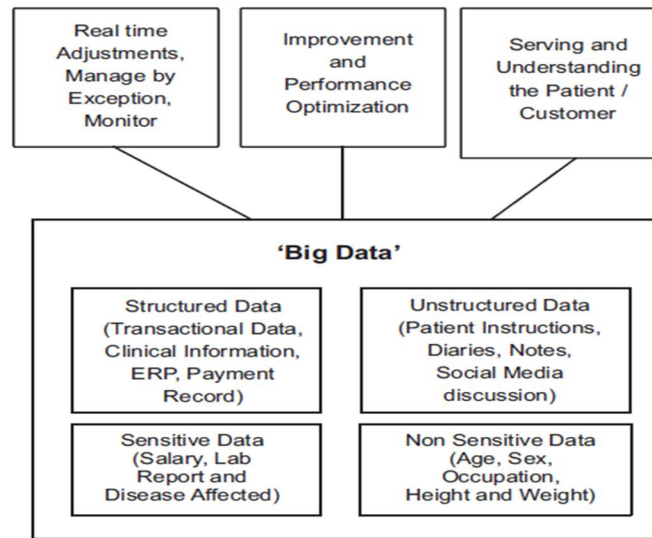 Real time
Adjustments,
Manage by
Exception,
Monitor
Improvement
and
Performance
Optimization
Serving and
Understanding
the Patient /
Customer
‘Big Data’
Structured Data
(Transactional Data,
Clinical Information,
ERP, Payment
Record)
Unstructured Data
(Patient Instructions,
Diaries, Notes,
Social Media
discussion)
Sensitive Data
(Salary, Lab
Report and
Disease Affected)
Non Sensitive Data
(Age, Sex,
Occupation,
Height and Weight)